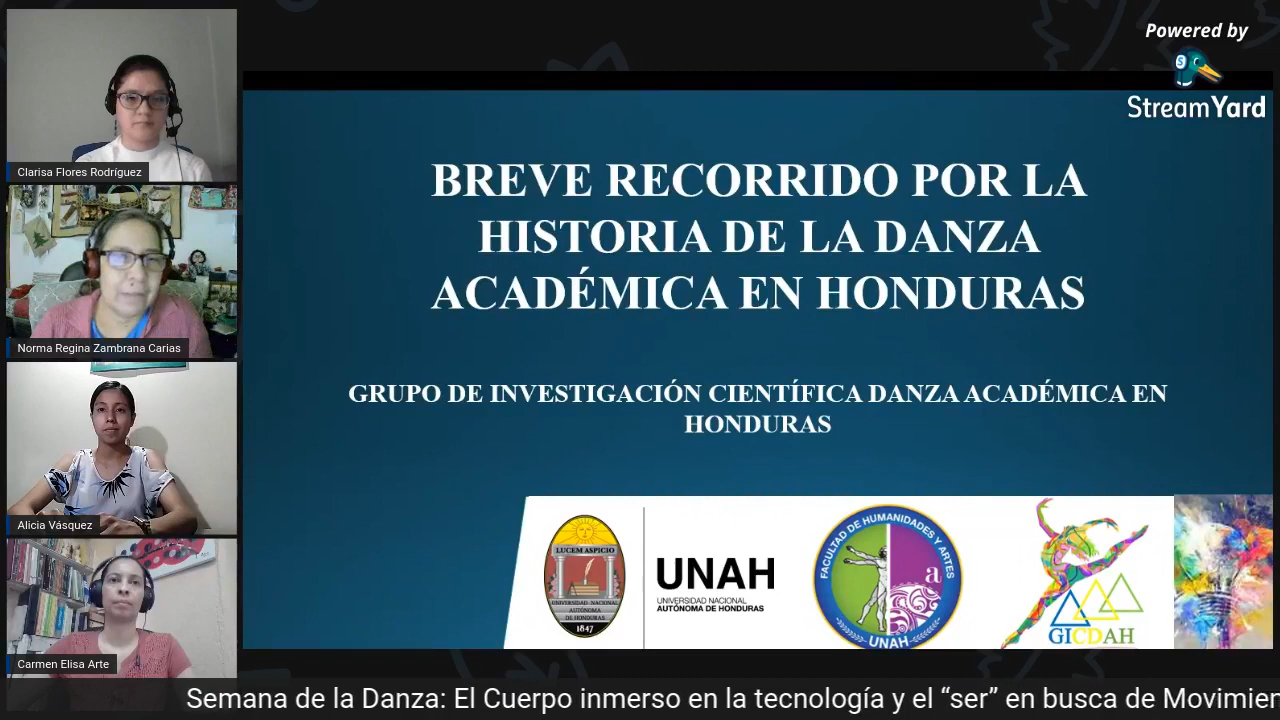 Powered by
StreamYard
Clarisa Flores Rodríguez
Norma Regina Zambrana Carias
Alicia Vásquez
Carmen Elisa Arte
BREVE RECORRIDO POR LA
HISTORIA DE LA DANZA
ACADÉMICA EN HONDURAS
GRUPO DE INVESTIGACIÓN CIENTÍFICA DANZA ACADÉMICA EN
HONDURAS
LUCEM ASPICIO
UNIVERSIDAD NACIONAL
AUTÓNOMA
DE HONDURAS
1847
UNAH
UNIVERSIDAD NACIONAL
AUTÓNOMA DE HONDURAS
FACULTAD DE HUMANIDADES Y ARTES
a
UNAH
GICDAH
Semana de la Danza: El Cuerpo inmerso en la tecnología y el “ser” en busca de Movimien